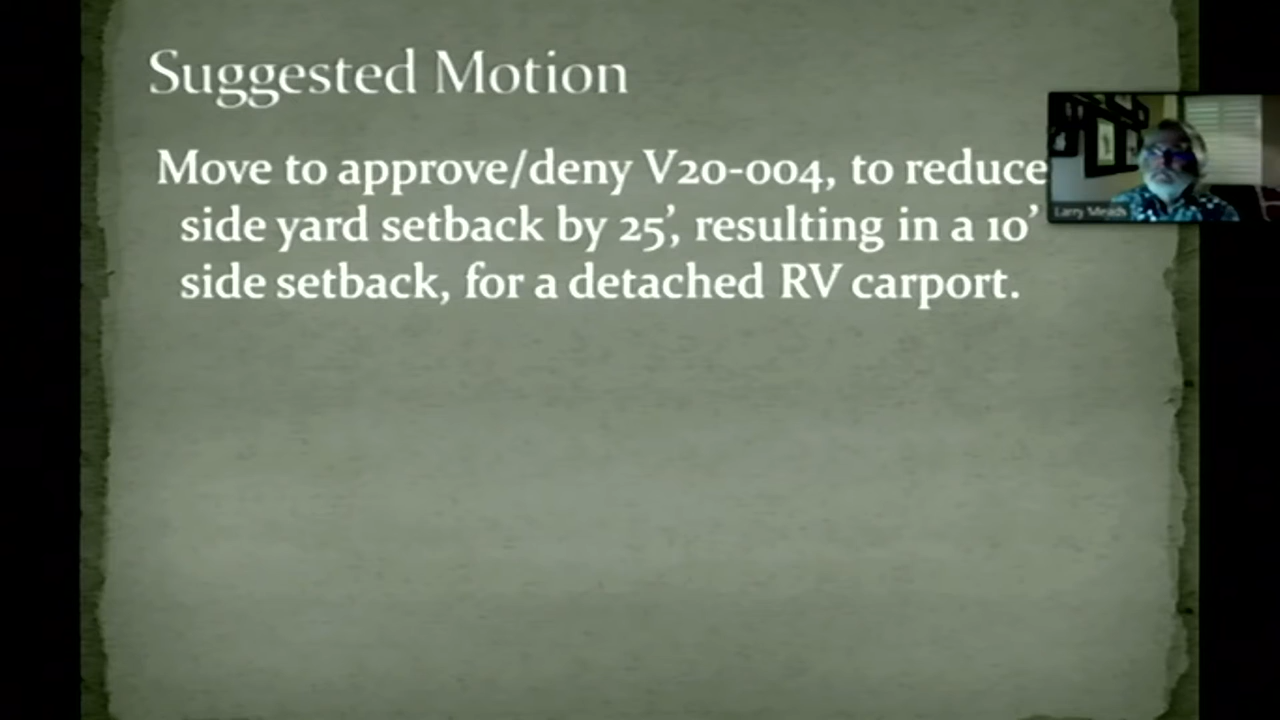 Suggested Motion
Move to approve/deny V20-004, to reduce
side yard setback by 25', resulting in a 10'
side setback, for a detached RV carport.
Larry Meads